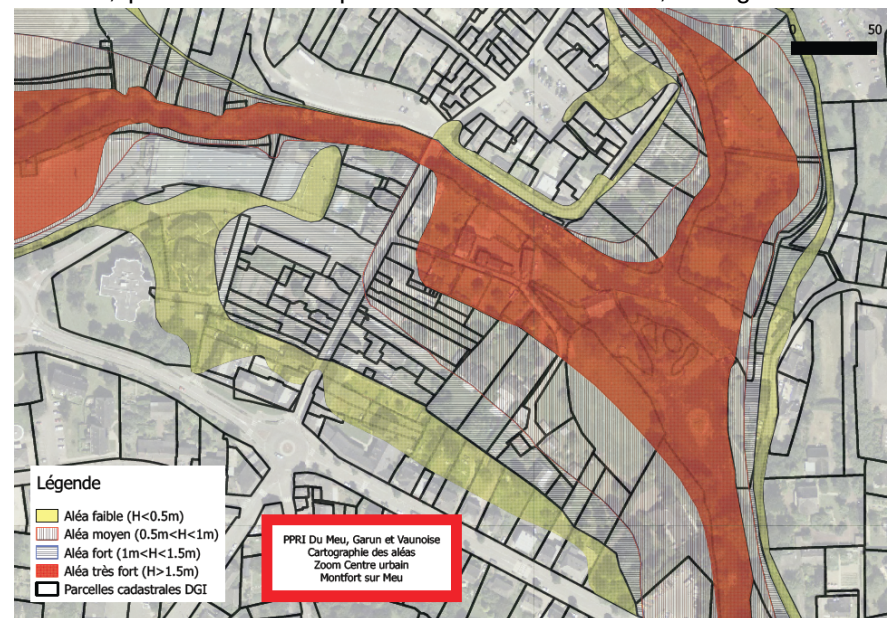 50
0
Légende
Aléa faible (H<0.5m)
Aléa moyen (0.5m<H<1m)
Aléa fort (1m<H<1.5m)
Aléa très fort (H>1.5m)
Parcelles cadastrales DGI
PPRI Du Meu, Garun et Vaunoise
Cartographie des aléas
Zoom Centre urbain
Montfort sur Meu